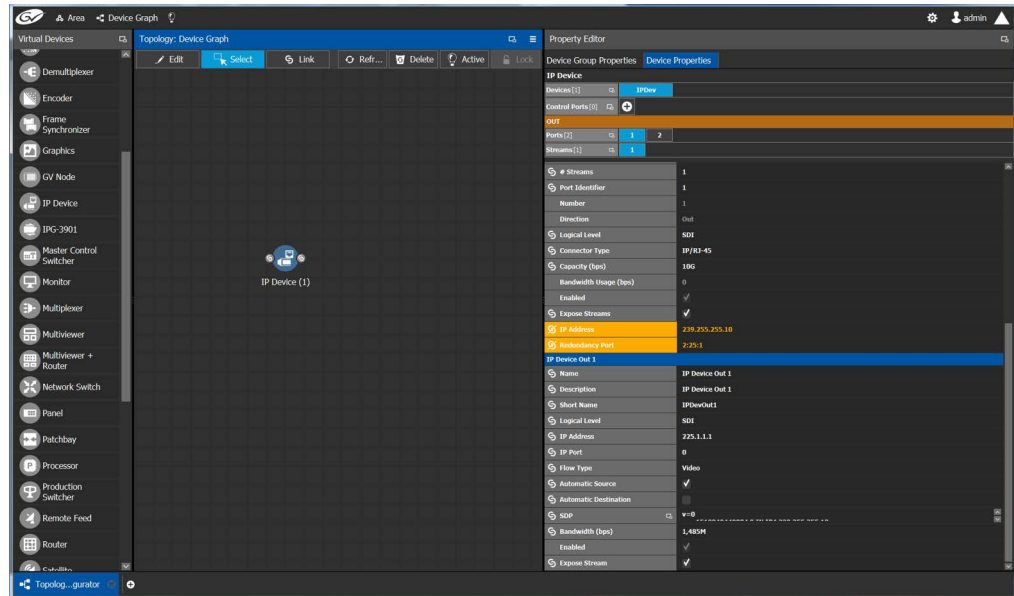 GV Area Device Graph admin
Virtual Devices
Demultiplexer
Encoder
Frame
Synchronizer
Graphics
GV Node
IP Device
IPG-3901
Master Control
Switcher
Monitor
Multiplexer
Multiviewer
Multiviewer +
Router
Network Switch
Panel
Patchbay
Processor
Production
Switcher
Remote Feed
Router
Satellite
Topology: Device Graph
Edit Select Link Refr... Delete Active Lock
IP Device (1)
Property Editor
Device Group Properties Device Properties
IP Device
Devices [1] IPDev
Control Ports [0]
OUT
Ports [2] 1 2
Streams [1] 1
# Streams 1
Port Identifier 1
Number 1
Direction Out
Logical Level SDI
Connector Type IP/RJ-45
Capacity (bps) 10G
Bandwidth Usage (bps) 0
Enabled
Expose Streams
IP Address 239.255.255.10
Redundancy Port 2:25:1
IP Device Out 1
Name IP Device Out 1
Description IP Device Out 1
Short Name IPDevOut1
Logical Level SDI
IP Address 225.1.1.1
IP Port 0
Flow Type Video
Automatic Source
Automatic Destination
SDP v=0
Bandwidth (bps) 1,485M
Enabled
Expose Stream
Topolog...gurator